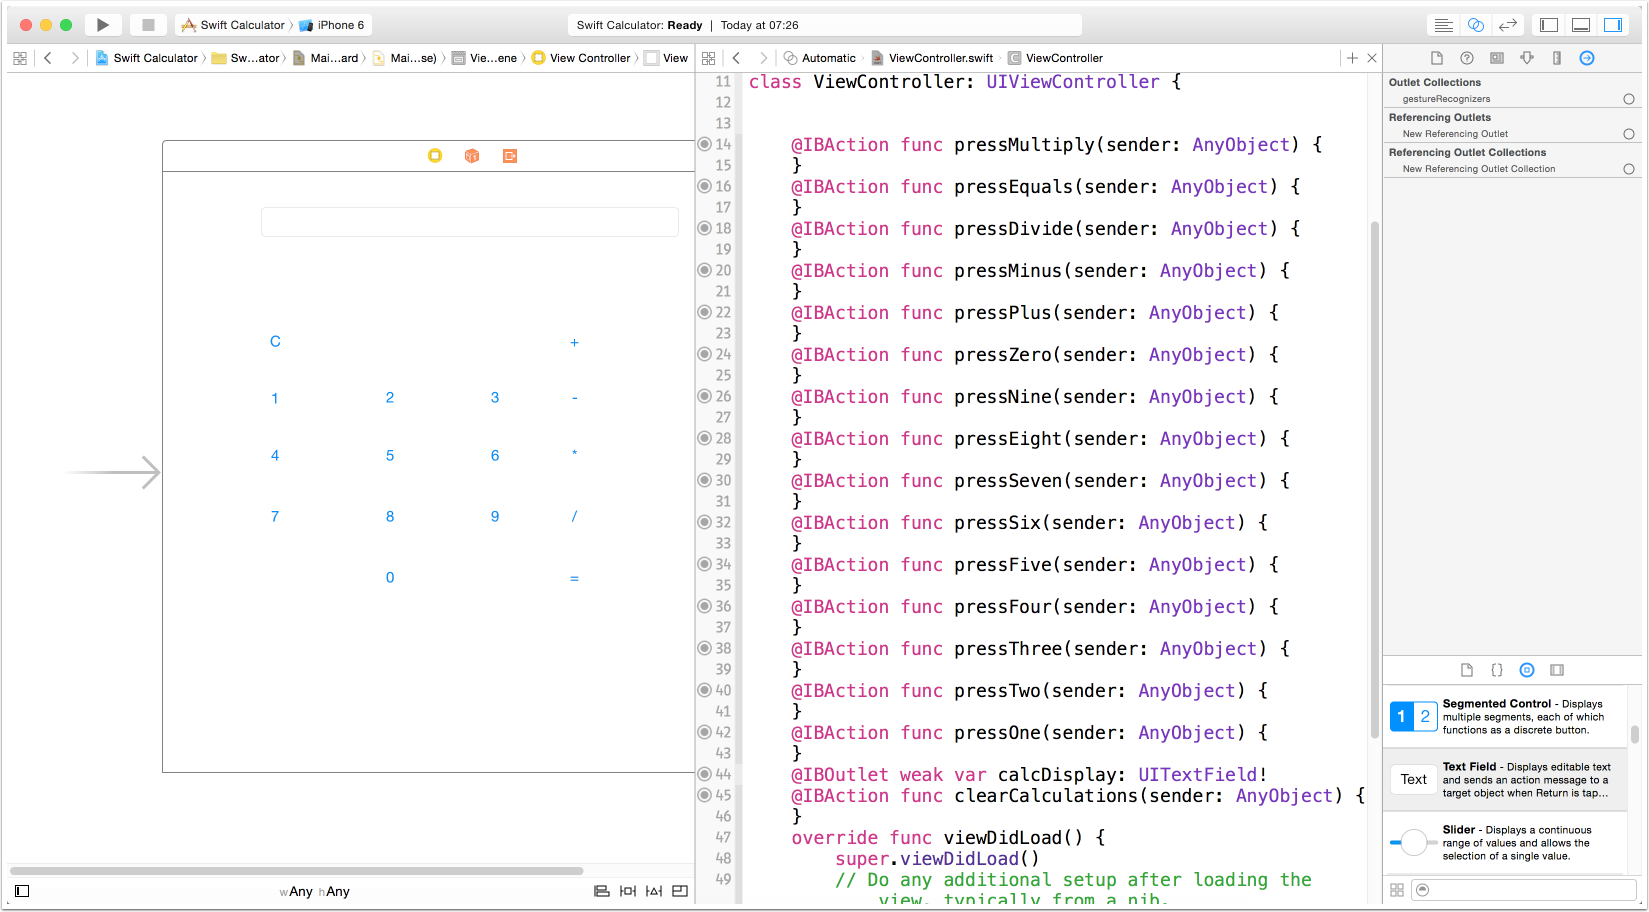 Swift Calculator iPhone 6
Swift Calculator: Ready | Today at 07:26
Swift Calculator Sw...ator Mai...ard Mai...se) Vie...ene View Controller View
Automatic ViewController.swift ViewController
C +
1 2 3 -
4 5 6 *
7 8 9 /
0 =
wAny hAny
11 class ViewController: UIViewController {
12
13
14 @IBAction func pressMultiply(sender: AnyObject) {
15 }
16 @IBAction func pressEquals(sender: AnyObject) {
17 }
18 @IBAction func pressDivide(sender: AnyObject) {
19 }
20 @IBAction func pressMinus(sender: AnyObject) {
21 }
22 @IBAction func pressPlus(sender: AnyObject) {
23 }
24 @IBAction func pressZero(sender: AnyObject) {
25 }
26 @IBAction func pressNine(sender: AnyObject) {
27 }
28 @IBAction func pressEight(sender: AnyObject) {
29 }
30 @IBAction func pressSeven(sender: AnyObject) {
31 }
32 @IBAction func pressSix(sender: AnyObject) {
33 }
34 @IBAction func pressFive(sender: AnyObject) {
35 }
36 @IBAction func pressFour(sender: AnyObject) {
37 }
38 @IBAction func pressThree(sender: AnyObject) {
39 }
40 @IBAction func pressTwo(sender: AnyObject) {
41 }
42 @IBAction func pressOne(sender: AnyObject) {
43 }
44 @IBOutlet weak var calcDisplay: UITextField!
45 @IBAction func clearCalculations(sender: AnyObject) {
46 }
47 override func viewDidLoad() {
48 super.viewDidLoad()
49 // Do any additional setup after loading the
view, typically from a nib.
Outlet Collections
gestureRecognizers
Referencing Outlets
New Referencing Outlet
Referencing Outlet Collections
New Referencing Outlet Collection
1 2
Segmented Control - Displays
multiple segments, each of which
functions as a discrete button.
Text
Text Field - Displays editable text
and sends an action message to a
target object when Return is tap...
Slider - Displays a continuous
range of values and allows the
selection of a single value.